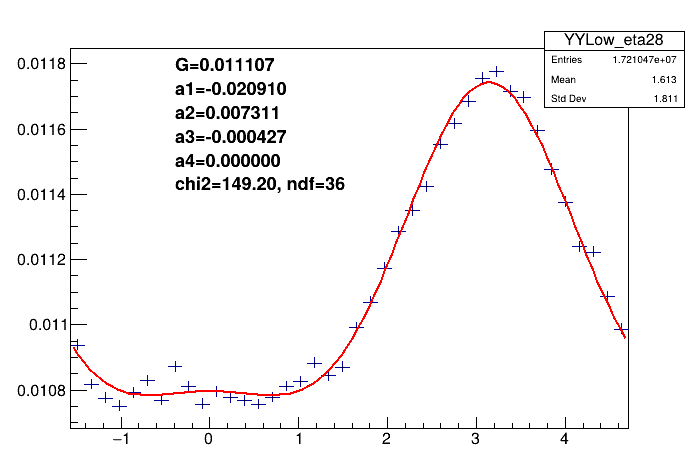 YYLow_eta28
Entries 1.721047e+07
Mean 1.613
Std Dev 1.811
G=0.011107
a1=-0.020910
a2=0.007311
a3=-0.000427
a4=0.000000
chi2=149.20, ndf=36
0.0118
0.0116
0.0114
0.0112
0.011
0.0108
−1 0 1 2 3 4